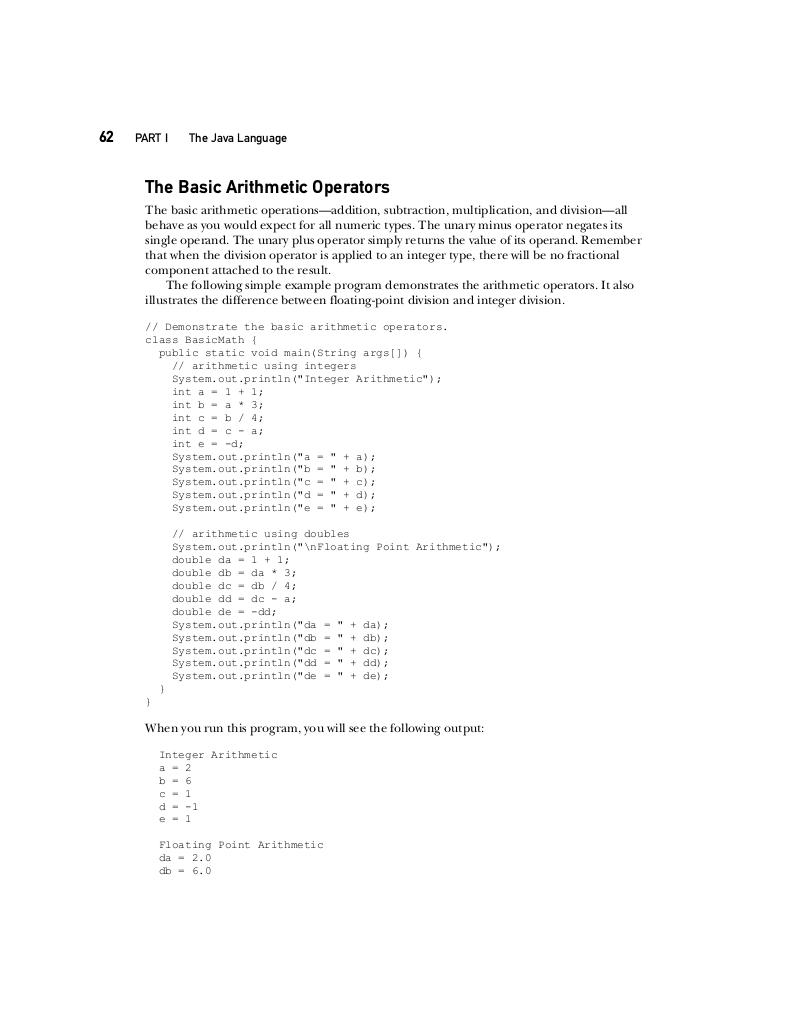 62 PART I The Java Language
The Basic Arithmetic Operators
The basic arithmetic operations—addition, subtraction, multiplication, and division—all
behave as you would expect for all numeric types. The unary minus operator negates its
single operand. The unary plus operator simply returns the value of its operand. Remember
that when the division operator is applied to an integer type, there will be no fractional
component attached to the result.
The following simple example program demonstrates the arithmetic operators. It also
illustrates the difference between floating-point division and integer division.
// Demonstrate the basic arithmetic operators.
class BasicMath {
  public static void main(String args[]) {
    // arithmetic using integers
    System.out.println("Integer Arithmetic");
    int a = 1 + 1;
    int b = a * 3;
    int c = b / 4;
    int d = c - a;
    int e = -d;
    System.out.println("a = " + a);
    System.out.println("b = " + b);
    System.out.println("c = " + c);
    System.out.println("d = " + d);
    System.out.println("e = " + e);

    // arithmetic using doubles
    System.out.println("\nFloating Point Arithmetic");
    double da = 1 + 1;
    double db = da * 3;
    double dc = db / 4;
    double dd = dc - a;
    double de = -dd;
    System.out.println("da = " + da);
    System.out.println("db = " + db);
    System.out.println("dc = " + dc);
    System.out.println("dd = " + dd);
    System.out.println("de = " + de);
  }
}
When you run this program, you will see the following output:
Integer Arithmetic
a = 2
b = 6
c = 1
d = -1
e = 1

Floating Point Arithmetic
da = 2.0
db = 6.0